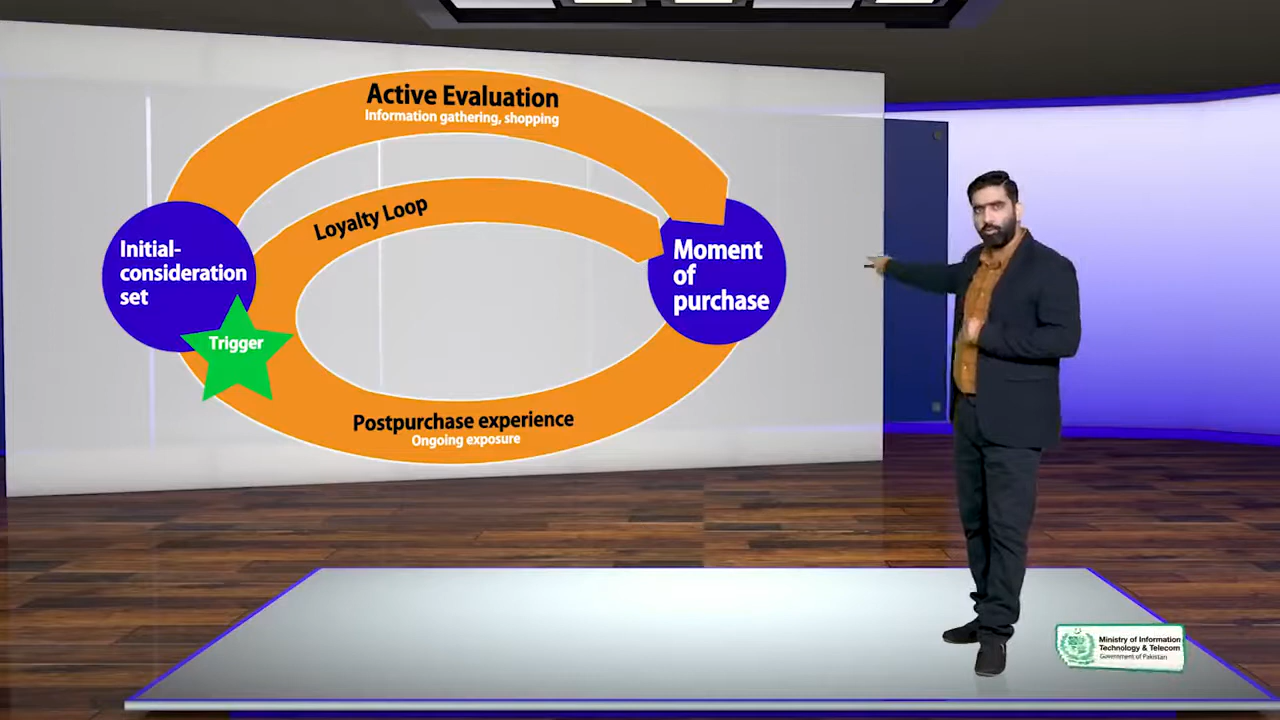 Active Evaluation
Information gathering, shopping
Loyalty Loop
Initial-
consideration
set
Moment
of
purchase
Trigger
Postpurchase experience
Ongoing exposure
Ministry of Information
Technology & Telecom
Government of Pakistan